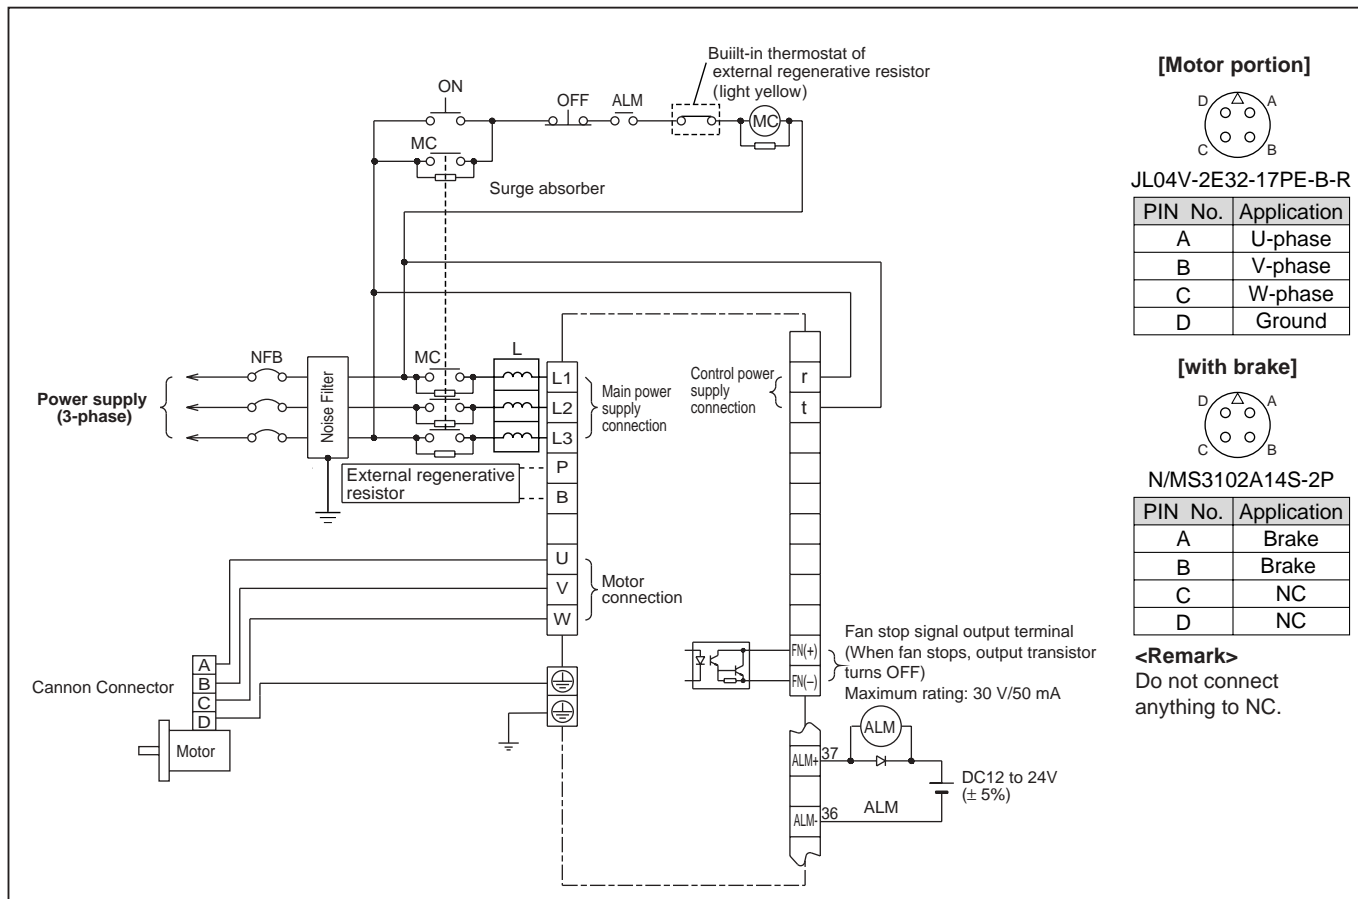 Buiilt-in thermostat of
external regenerative resistor
(light yellow)
ON
OFF
ALM
MC
MC
Surge absorber
NFB
MC
L
Power supply
(3-phase)
Noise Filter
L1
L2
L3
Main power
supply
connection
Control power
supply
connection
r
t
External regenerative
resistor
P
B
U
V
W
Motor
connection
Cannon Connector
A
B
C
D
Motor
FN(+)
FN(–)
Fan stop signal output terminal
(When fan stops, output transistor
turns OFF)
Maximum rating: 30 V/50 mA
ALM
ALM+
37
DC12 to 24V
(± 5%)
ALM-
36
ALM
[Motor portion]
D
A
C
B
JL04V-2E32-17PE-B-R
PIN No. Application
A U-phase
B V-phase
C W-phase
D Ground
[with brake]
D
A
C
B
N/MS3102A14S-2P
PIN No. Application
A Brake
B Brake
C NC
D NC
<Remark>
Do not connect
anything to NC.